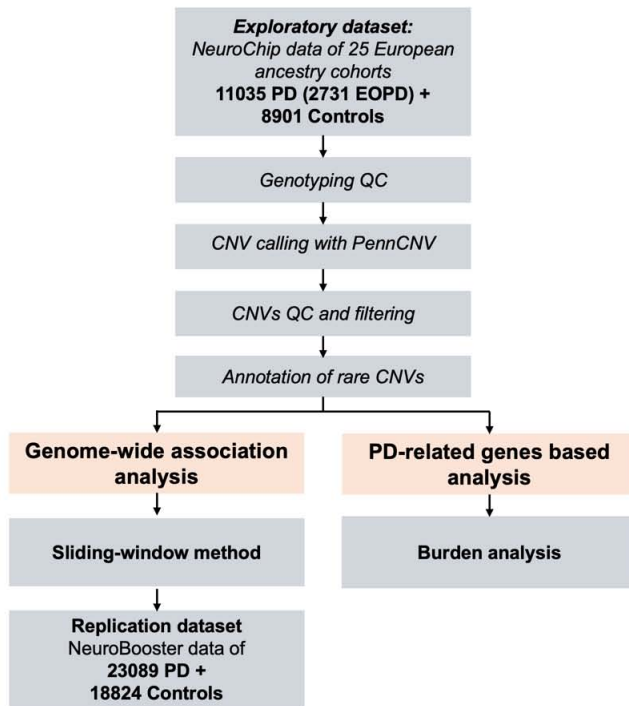 Exploratory dataset:
NeuroChip data of 25 European
ancestry cohorts
11035 PD (2731 EOPD) +
8901 Controls
Genotyping QC
CNV calling with PennCNV
CNVs QC and filtering
Annotation of rare CNVs
Genome-wide association
analysis
Sliding-window method
Replication dataset
NeuroBooster data of
23089 PD +
18824 Controls
PD-related genes based
analysis
Burden analysis